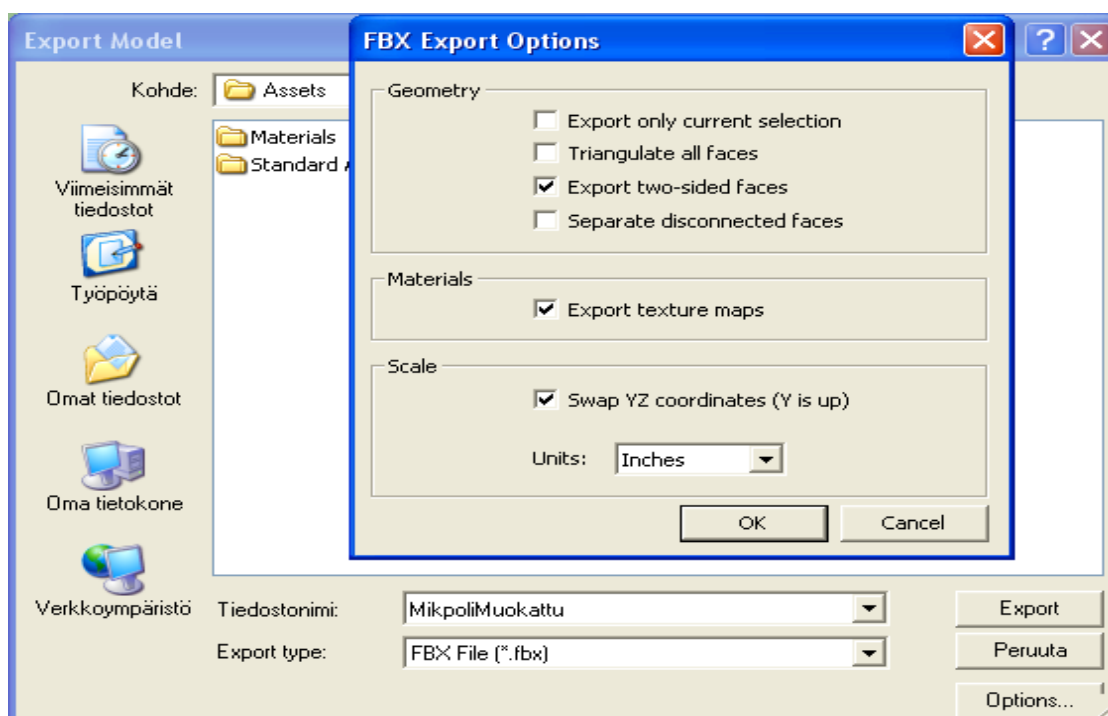 Export Model
FBX Export Options
Kohde:
Assets
Materials
Standard
Viimeisimmät
tiedostot
Työpöytä
Omat tiedostot
Oma tietokone
Verkkoympäristö
Geometry
Export only current selection
Triangulate all faces
Export two-sided faces
Separate disconnected faces
Materials
Export texture maps
Scale
Swap YZ coordinates (Y is up)
Units:
Inches
OK
Cancel
Tiedostonimi:
MikpoliMuokattu
Export
Export type:
FBX File (*.fbx)
Peruuta
Options...